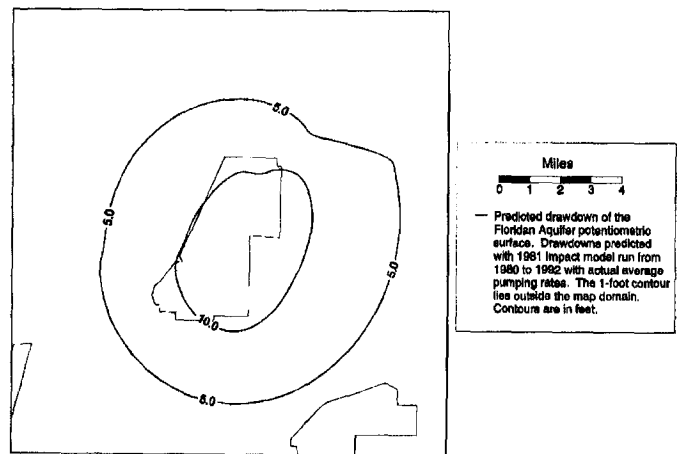 5.0
5.0
5.0
10.0
5.0
Miles
0 1 2 3 4
Predicted drawdown of the
Floridan Aquifer potentiometric
surface. Drawdowns predicted
with 1981 impact model run from
1980 to 1992 with actual average
pumping rates. The 1-foot contour
lies outside the map domain.
Contours are in feet.